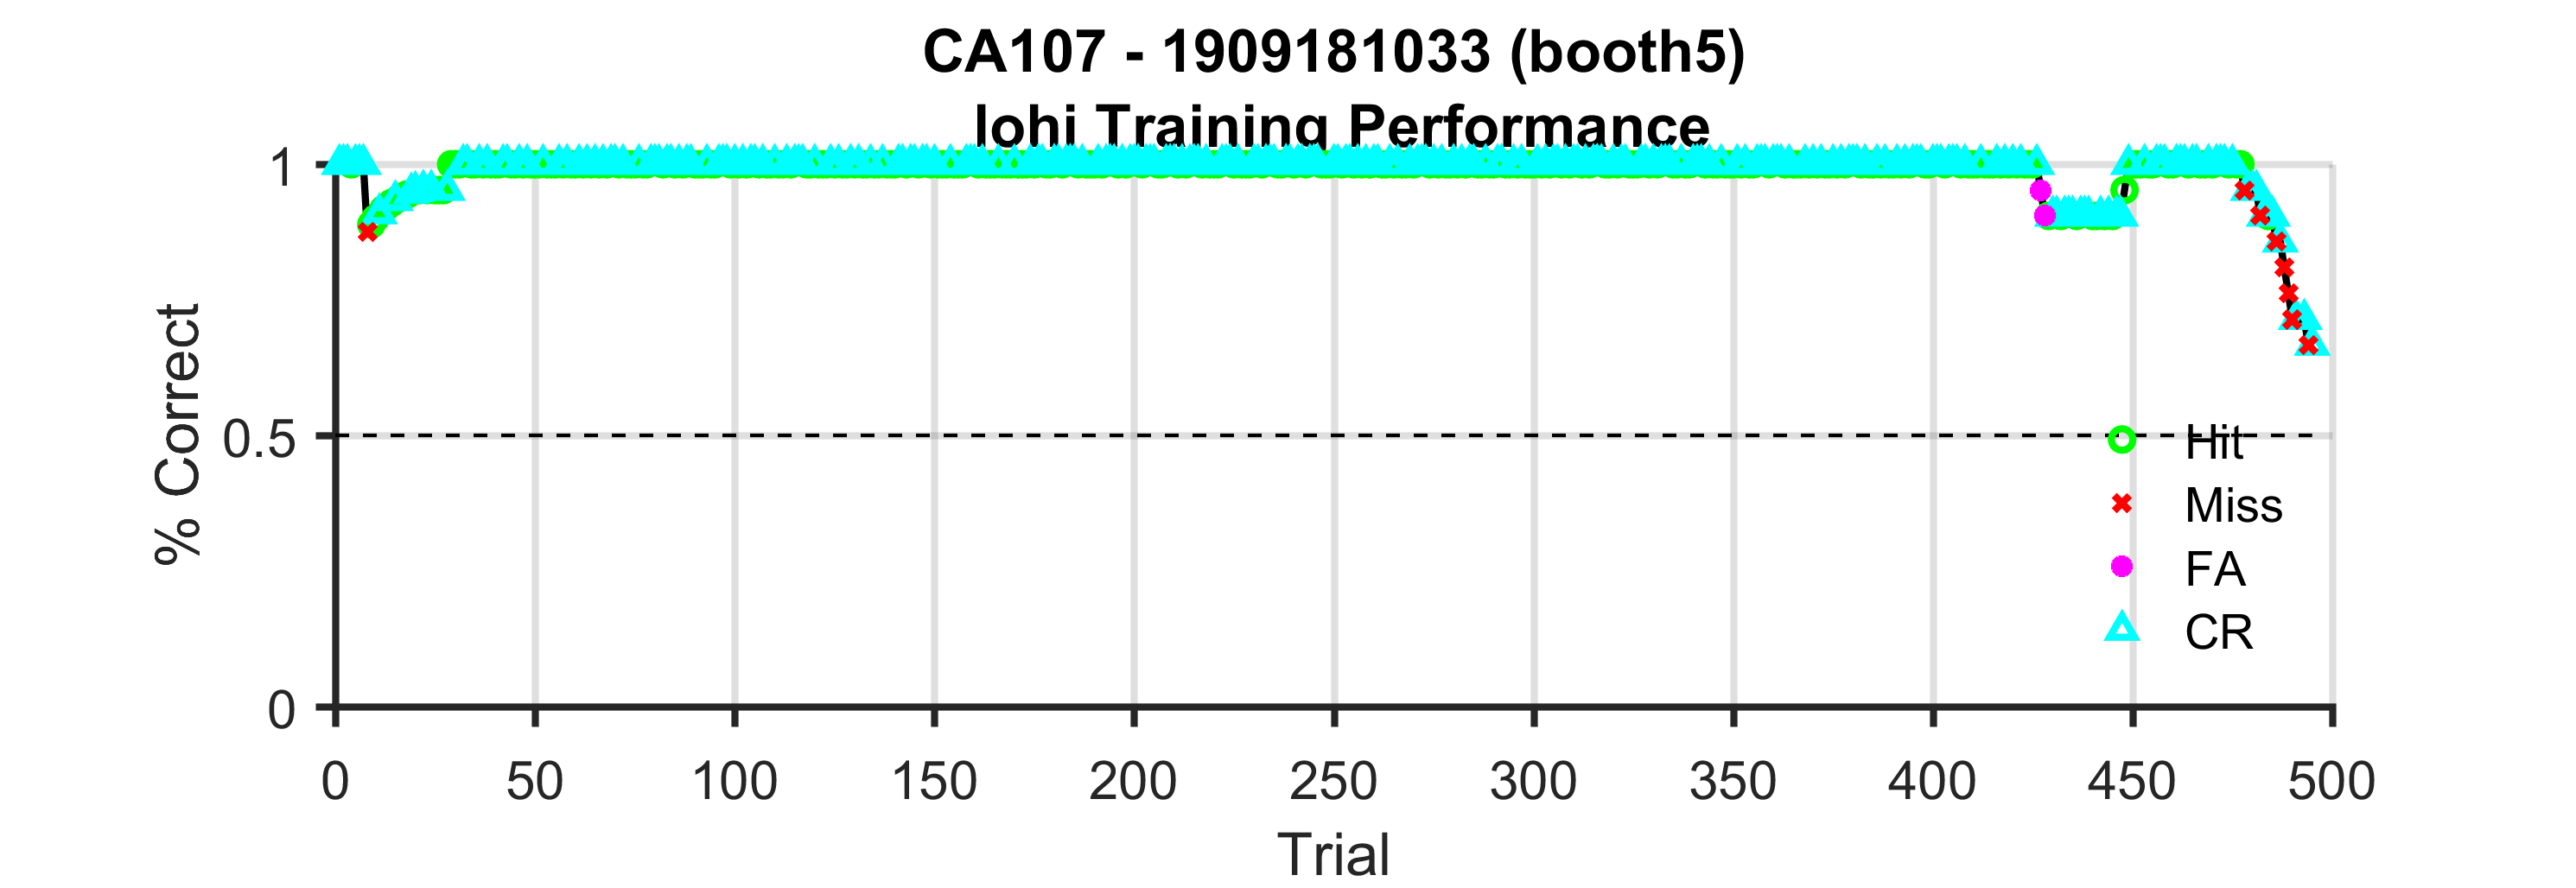 CA107 - 1909181033 (booth5)
lohi Training Performance
% Correct
1
0.5
0
Hit
Miss
FA
CR
0 50 100 150 200 250 300 350 400 450 500
Trial